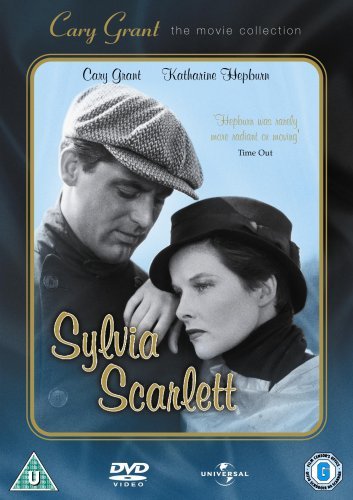 Cary Grant the movie collection
Cary Grant Katharine Hepburn
'Hepburn was rarely
more radiant or moving'
Time Out
Sylvia
Scarlett
U
DVD
VIDEO
UNIVERSAL
G